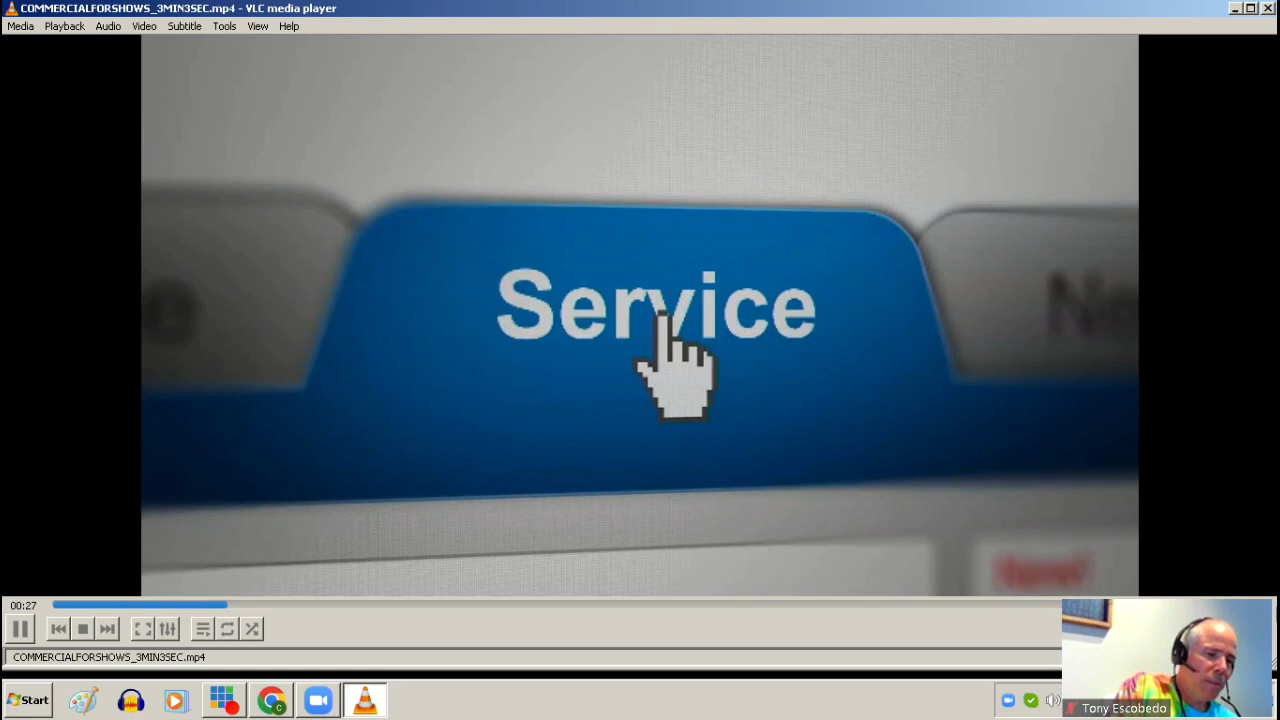 COMMERCIALFORSHOWS_3MIN3SEC.mp4 - VLC media player
Media Playback Audio Video Subtitle Tools View Help
Service
Ne
00:27
COMMERCIALFORSHOWS_3MIN3SEC.mp4
Start
Tony Escobedo